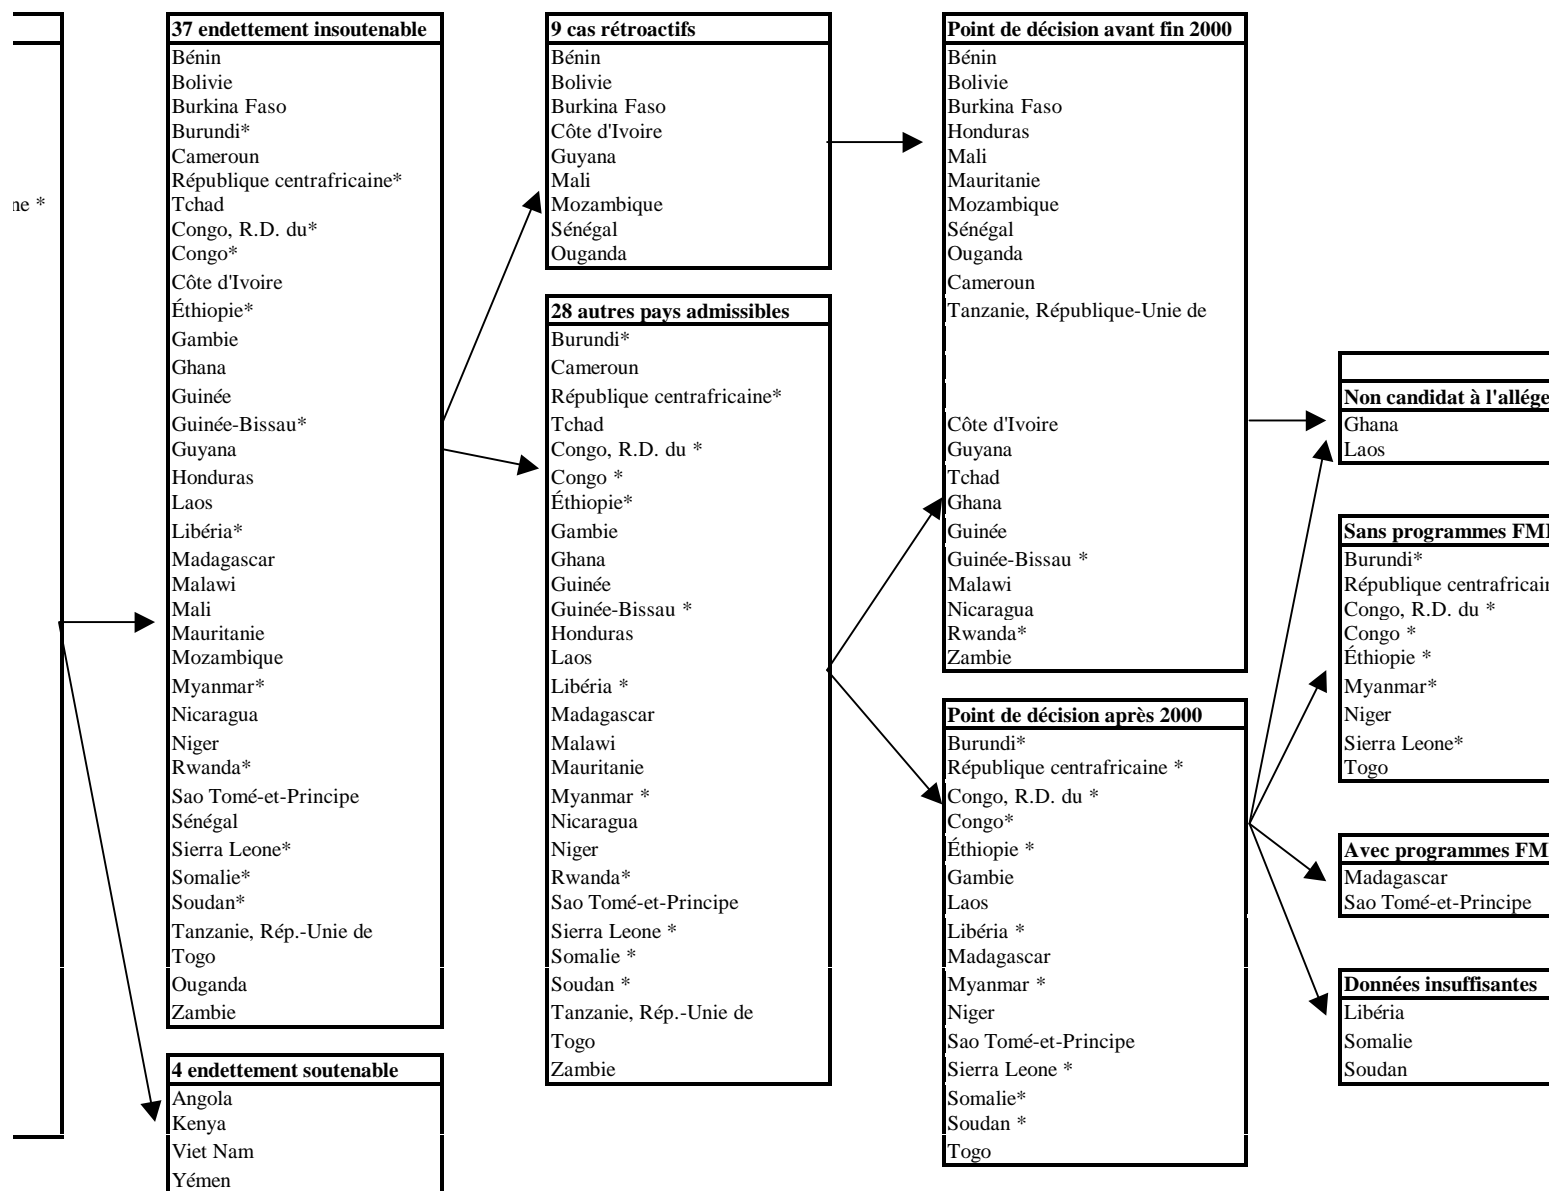 ne *
37 endettement insoutenable
Bénin
Bolivie
Burkina Faso
Burundi*
Cameroun
République centrafricaine*
Tchad
Congo, R.D. du*
Congo*
Côte d'Ivoire
Éthiopie*
Gambie
Ghana
Guinée
Guinée-Bissau*
Guyana
Honduras
Laos
Libéria*
Madagascar
Malawi
Mali
Mauritanie
Mozambique
Myanmar*
Nicaragua
Niger
Rwanda*
Sao Tomé-et-Principe
Sénégal
Sierra Leone*
Somalie*
Soudan*
Tanzanie, Rép.-Unie de
Togo
Ouganda
Zambie
4 endettement soutenable
Angola
Kenya
Viet Nam
Yémen
9 cas rétroactifs
Bénin
Bolivie
Burkina Faso
Côte d'Ivoire
Guyana
Mali
Mozambique
Sénégal
Ouganda
28 autres pays admissibles
Burundi*
Cameroun
République centrafricaine*
Tchad
Congo, R.D. du *
Congo *
Éthiopie*
Gambie
Ghana
Guinée
Guinée-Bissau *
Honduras
Laos
Libéria *
Madagascar
Malawi
Mauritanie
Myanmar *
Nicaragua
Niger
Rwanda*
Sao Tomé-et-Principe
Sierra Leone *
Somalie *
Soudan *
Tanzanie, Rép.-Unie de
Togo
Zambie
Point de décision avant fin 2000
Bénin
Bolivie
Burkina Faso
Honduras
Mali
Mauritanie
Mozambique
Sénégal
Ouganda
Cameroun
Tanzanie, République-Unie de
Côte d'Ivoire
Guyana
Tchad
Ghana
Guinée
Guinée-Bissau *
Malawi
Nicaragua
Rwanda*
Zambie
Point de décision après 2000
Burundi*
République centrafricaine *
Congo, R.D. du *
Congo*
Éthiopie *
Gambie
Laos
Libéria *
Madagascar
Myanmar *
Niger
Sao Tomé-et-Principe
Sierra Leone *
Somalie*
Soudan *
Togo
Non candidat à l'allége
Ghana
Laos
Sans programmes FMI
Burundi*
République centrafricain
Congo, R.D. du *
Congo *
Éthiopie *
Myanmar*
Niger
Sierra Leone*
Togo
Avec programmes FM
Madagascar
Sao Tomé-et-Principe
Données insuffisantes
Libéria
Somalie
Soudan